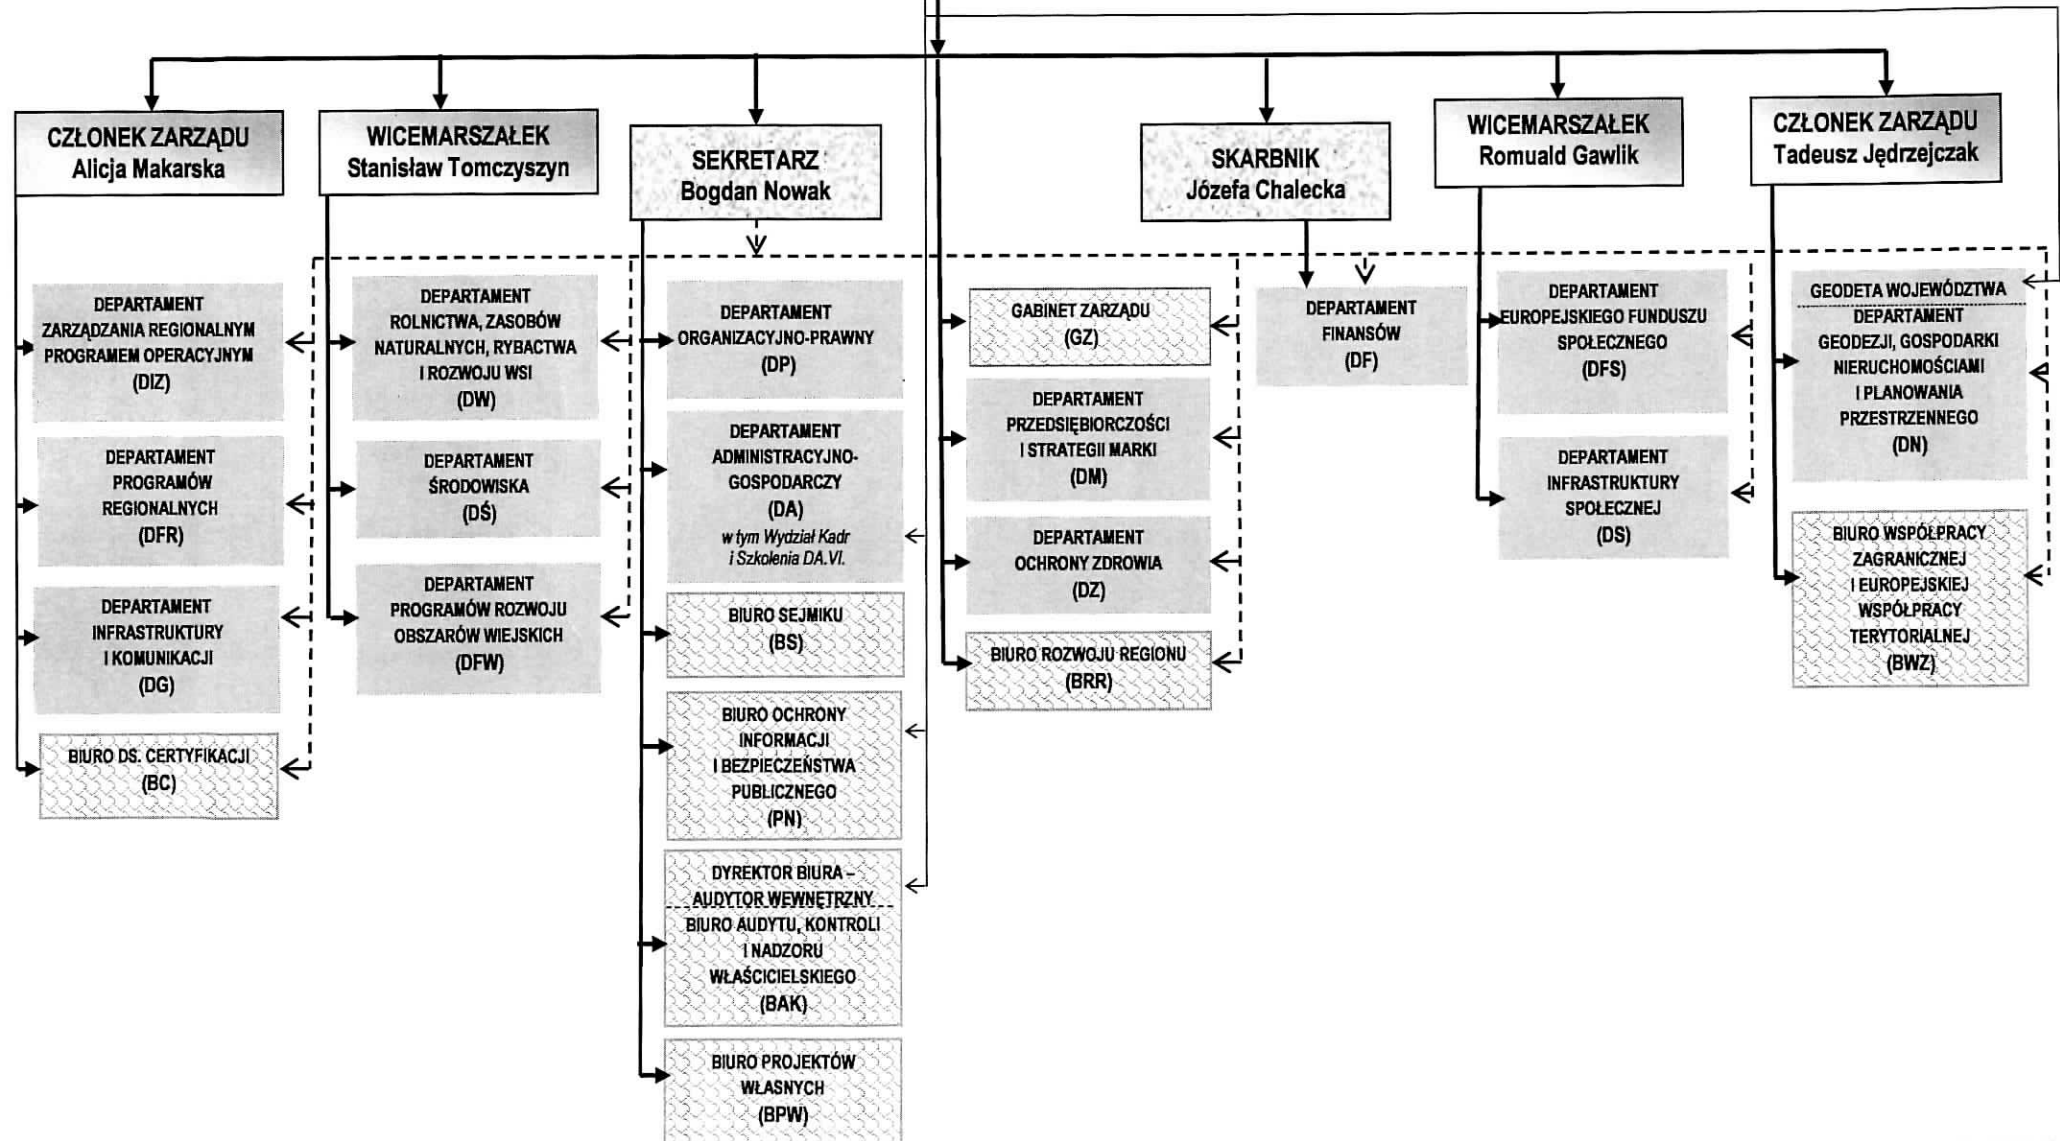 CZŁONEK ZARZĄDU
Alicja Makarska
WICEMARSZAŁEK
Stanisław Tomczyszyn
SEKRETARZ
Bogdan Nowak
SKARBNIK
Józefa Chalecka
WICEMARSZAŁEK
Romuald Gawlik
CZŁONEK ZARZĄDU
Tadeusz Jędrzejczak
DEPARTAMENT
ZARZĄDZANIA REGIONALNYM
PROGRAMEM OPERACYJNYM
(DIZ)
DEPARTAMENT
PROGRAMÓW
REGIONALNYCH
(DFR)
DEPARTAMENT
INFRASTRUKTURY
I KOMUNIKACJI
(DG)
BIURO DS. CERTYFIKACJI
(BC)
DEPARTAMENT
ROLNICTWA, ZASOBÓW
NATURALNYCH, RYBACTWA
I ROZWOJU WSI
(DW)
DEPARTAMENT
ŚRODOWISKA
(DŚ)
DEPARTAMENT
PROGRAMÓW ROZWOJU
OBSZARÓW WIEJSKICH
(DFW)
DEPARTAMENT
ORGANIZACYJNO-PRAWNY
(DP)
DEPARTAMENT
ADMINISTRACYJNO-
GOSPODARCZY
(DA)
w tym Wydział Kadr
i Szkolenia DA.VI.
BIURO SEJMIKU
(BS)
BIURO OCHRONY
INFORMACJI
I BEZPIECZEŃSTWA
PUBLICZNEGO
(PN)
DYREKTOR BIURA –
AUDYTOR WEWNĘTRZNY
BIURO AUDYTU, KONTROLI
I NADZORU
WŁAŚCICIELSKIEGO
(BAK)
BIURO PROJEKTÓW
WŁASNYCH
(BPW)
GABINET ZARZĄDU
(GZ)
DEPARTAMENT
PRZEDSIĘBIORCZOŚCI
I STRATEGII MARKI
(DM)
DEPARTAMENT
OCHRONY ZDROWIA
(DZ)
BIURO ROZWOJU REGIONU
(BRR)
DEPARTAMENT
FINANSÓW
(DF)
DEPARTAMENT
EUROPEJSKIEGO FUNDUSZU
SPOŁECZNEGO
(DFS)
DEPARTAMENT
INFRASTRUKTURY
SPOŁECZNEJ
(DS)
GEODETA WOJEWÓDZTWA
DEPARTAMENT
GEODEZJI, GOSPODARKI
NIERUCHOMOŚCIAMI
I PLANOWANIA
PRZESTRZENNEGO
(DN)
BIURO WSPÓŁPRACY
ZAGRANICZNEJ
I EUROPEJSKIEJ
WSPÓŁPRACY
TERYTORIALNEJ
(BWZ)